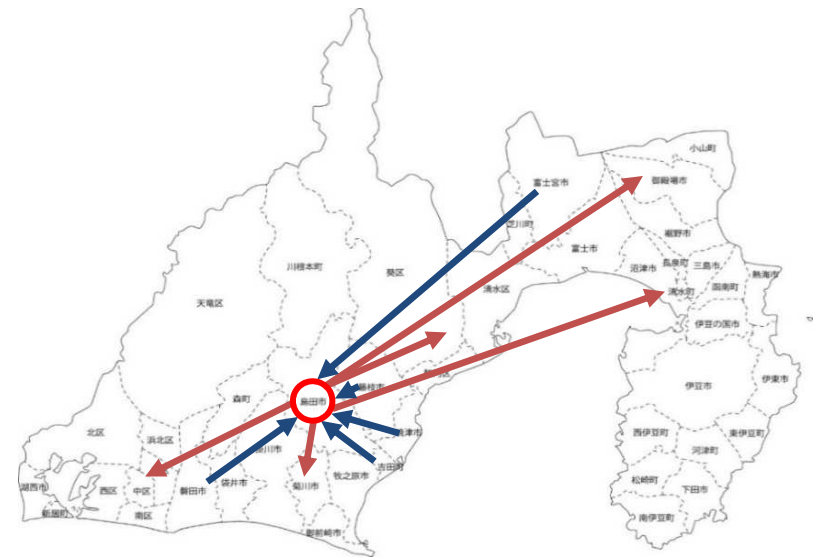 小山町
富士宮市
御殿場市
芝川町
裾野市
富士市
川根本町
葵区
沼津市
長泉町
三島市
熱海市
清水区
清水町
函南町
天竜区
伊豆の国市
伊豆市
伊東市
藤枝市
森町
島田市
北区
浜北区
焼津市
西伊豆町
東伊豆町
河津町
掛川市
吉田町
湖西市
西区
中区
磐田市
袋井市
菊川市
牧之原市
松崎町
下田市
新居町
南区
南伊豆町
御前崎市